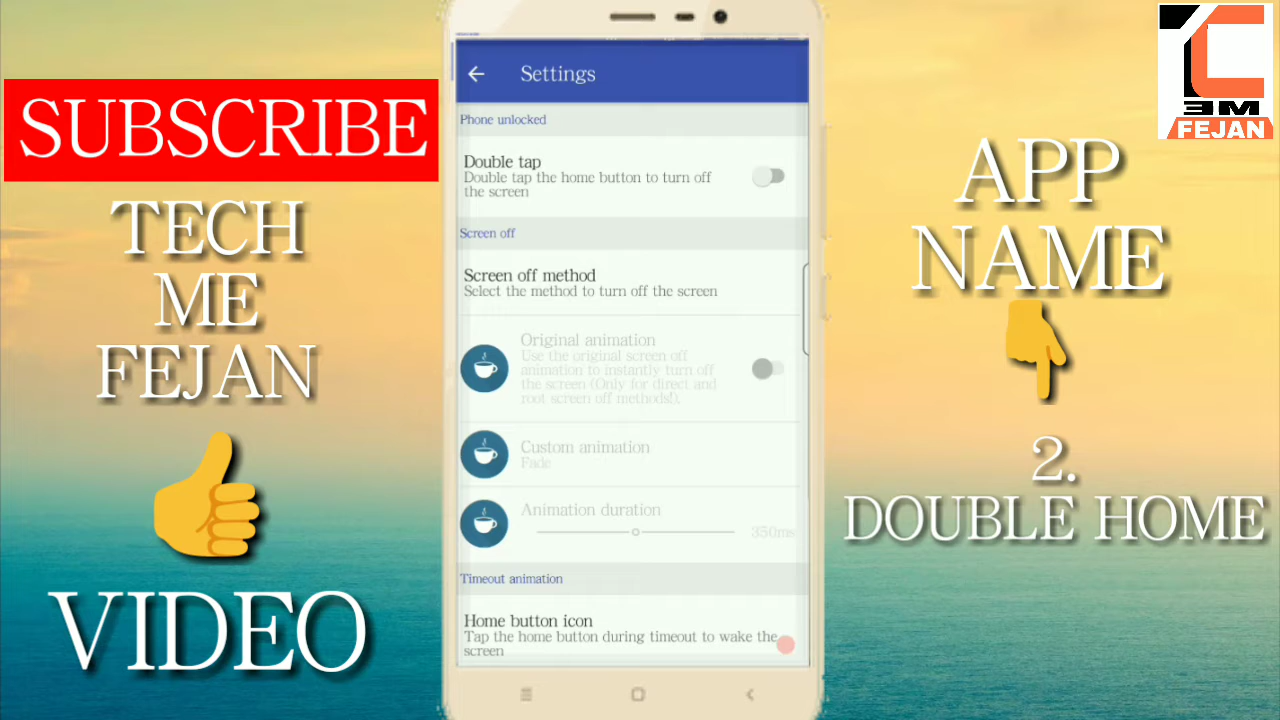 SUBSCRIBE
TECH
ME
FEJAN
VIDEO
Settings
Phone unlocked
Double tap
Double tap the home button to turn off
the screen
Screen off
Screen off method
Select the method to turn off the screen
Original animation
Use the original screen off
animation to instantly turn off
the screen (Only for direct and
root screen off methods!).
Custom animation
Fade
Animation duration
350ms
Timeout animation
Home button icon
Tap the home button during timeout to wake the
screen
EM
FEJAN
APP
NAME
2.
DOUBLE HOME